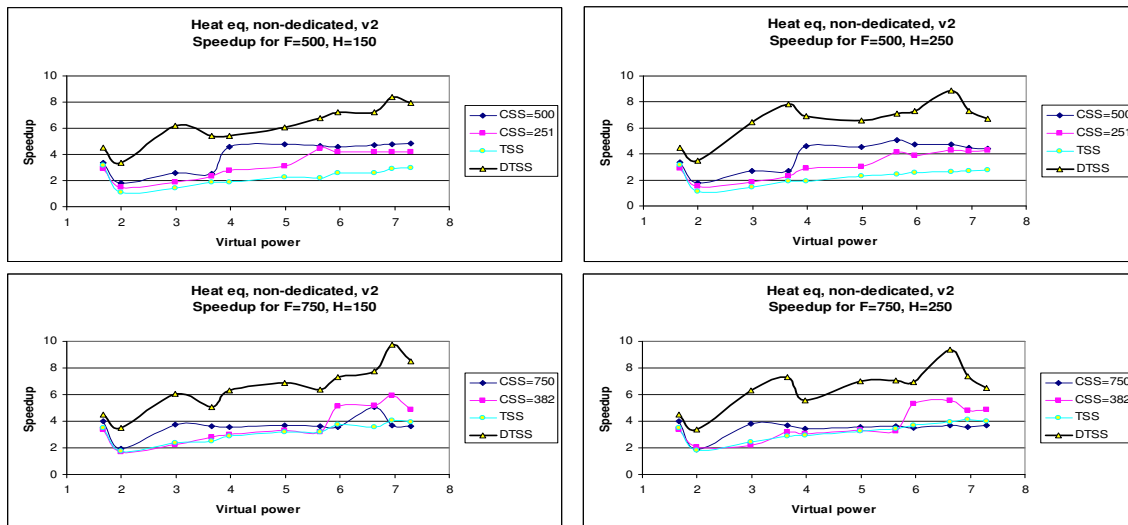 Heat eq, non-dedicated, v2
Speedup for F=500, H=150
10
8
6
4
2
0
Speedup
1 2 3 4 5 6 7 8
Virtual power
CSS=500
CSS=251
TSS
DTSS
Heat eq, non-dedicated, v2
Speedup for F=500, H=250
10
8
6
4
2
0
Speedup
1 2 3 4 5 6 7 8
Virtual power
CSS=500
CSS=251
TSS
DTSS
Heat eq, non-dedicated, v2
Speedup for F=750, H=150
10
8
6
4
2
0
Speedup
1 2 3 4 5 6 7 8
Virtual power
CSS=750
CSS=382
TSS
DTSS
Heat eq, non-dedicated, v2
Speedup for F=750, H=250
10
8
6
4
2
0
Speedup
1 2 3 4 5 6 7 8
Virtual power
CSS=750
CSS=382
TSS
DTSS